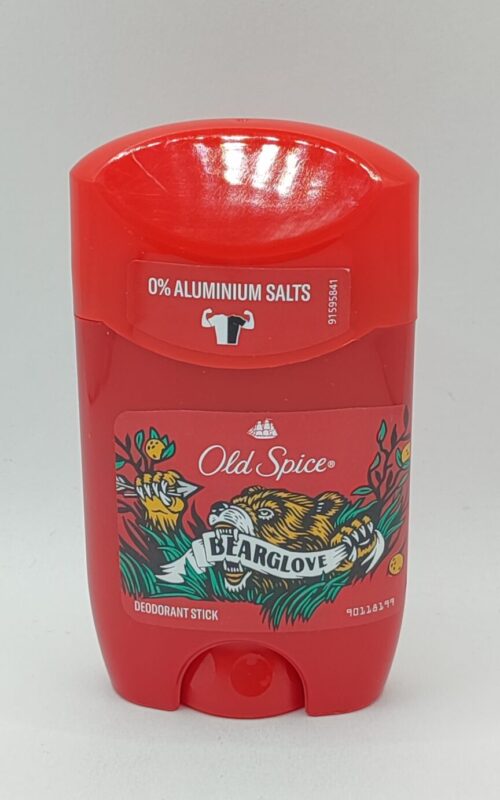 0% ALUMINIUM SALTS
91595841
Old Spice®
BEARGLOVE
DEODORANT STICK
90118199